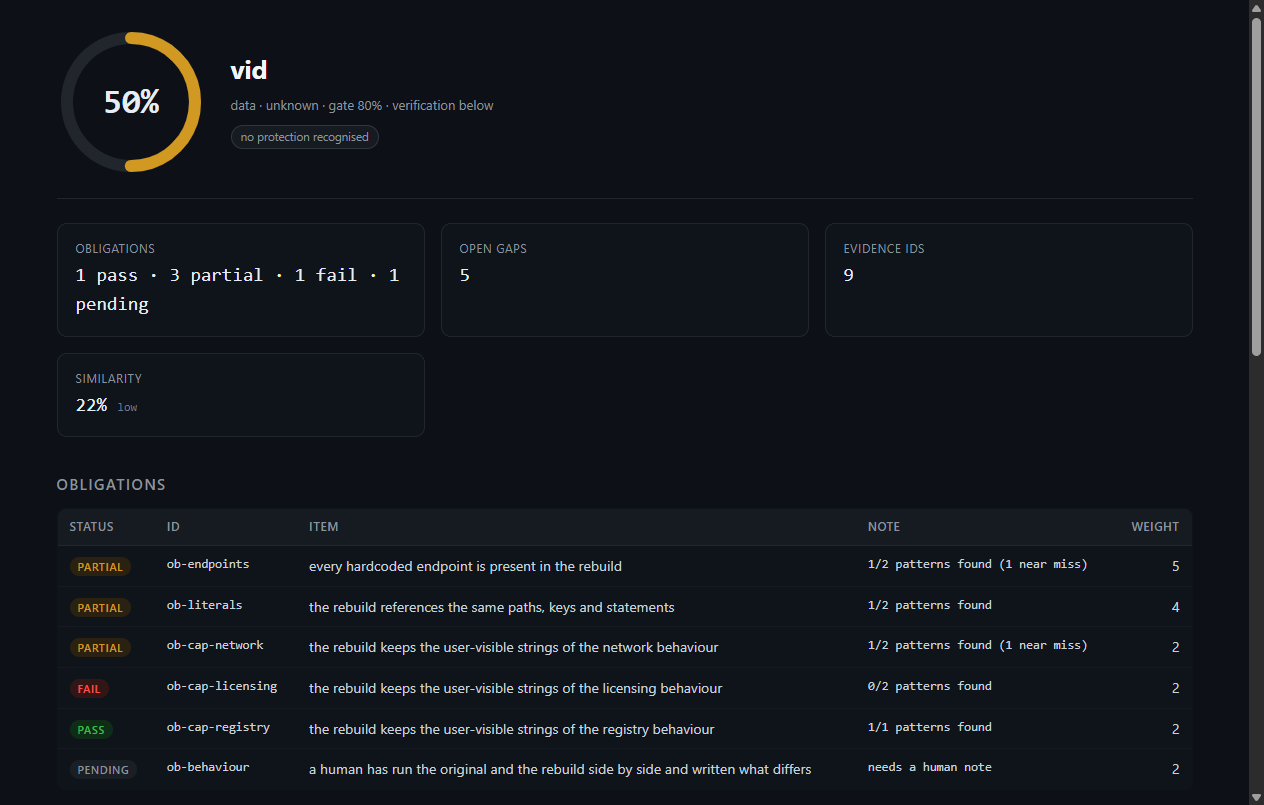 50%
vid
data · unknown · gate 80% · verification below
no protection recognised
OBLIGATIONS
1 pass · 3 partial · 1 fail · 1
pending
OPEN GAPS
5
EVIDENCE IDS
9
SIMILARITY
22% low
OBLIGATIONS
STATUS ID ITEM NOTE WEIGHT
PARTIAL ob-endpoints every hardcoded endpoint is present in the rebuild 1/2 patterns found (1 near miss) 5
PARTIAL ob-literals the rebuild references the same paths, keys and statements 1/2 patterns found 4
PARTIAL ob-cap-network the rebuild keeps the user-visible strings of the network behaviour 1/2 patterns found (1 near miss) 2
FAIL ob-cap-licensing the rebuild keeps the user-visible strings of the licensing behaviour 0/2 patterns found 2
PASS ob-cap-registry the rebuild keeps the user-visible strings of the registry behaviour 1/1 patterns found 2
PENDING ob-behaviour a human has run the original and the rebuild side by side and written what differs needs a human note 2